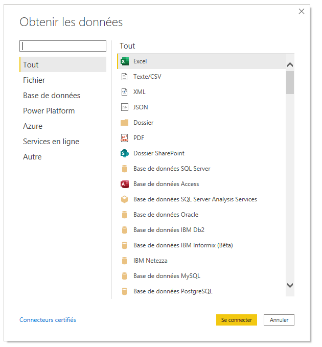 Obtenir les données
Tout
Fichier
Base de données
Power Platform
Azure
Services en ligne
Autre
Tout
Excel
Texte/CSV
XML
JSON
Dossier
PDF
Dossier SharePoint
Base de données SQL Server
Base de données Access
Base de données SQL Server Analysis Services
Base de données Oracle
Base de données IBM Db2
Base de données IBM Informix (Bêta)
IBM Netezza
Base de données MySQL
Base de données PostgreSQL
Connecteurs certifiés
Se connecter
Annuler